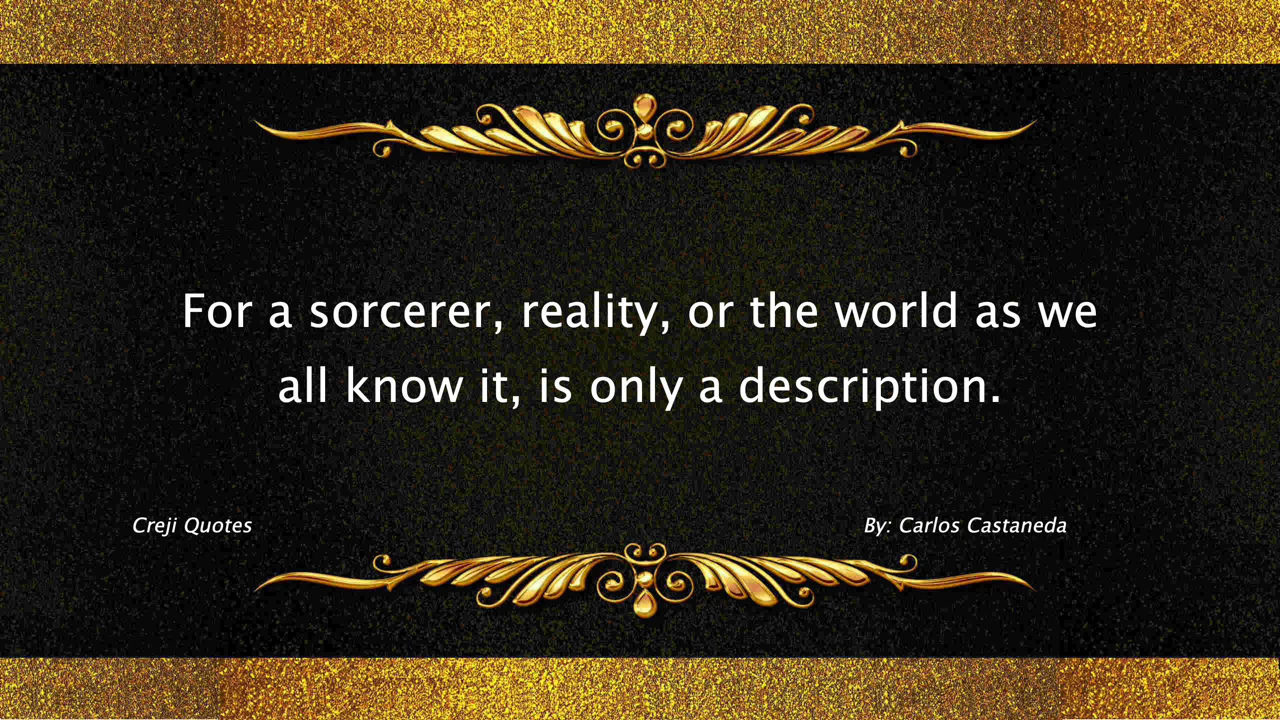 For a sorcerer, reality, or the world as we
all know it, is only a description.
Creji Quotes
By: Carlos Castaneda